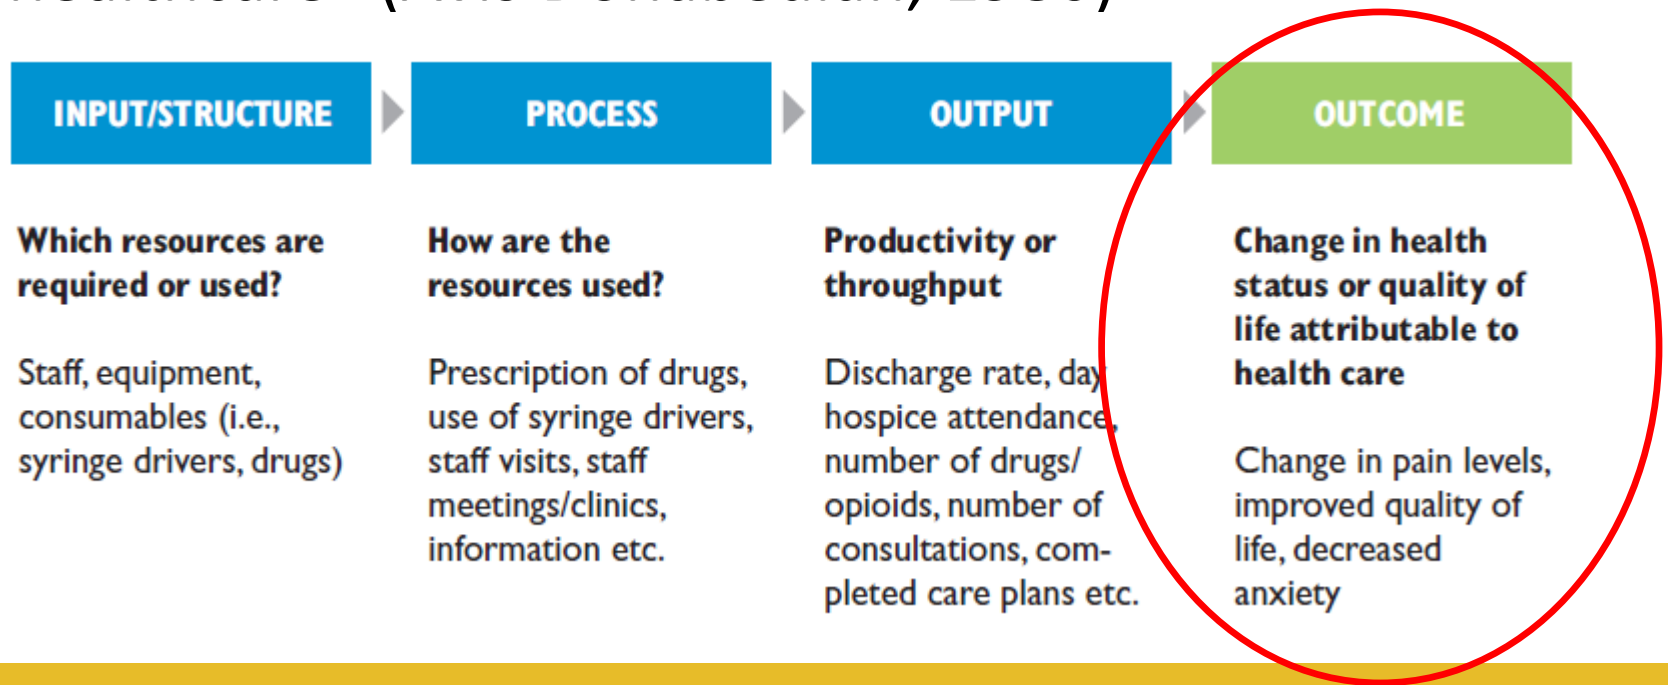 INPUT/STRUCTURE
Which resources are
required or used?
Staff, equipment,
consumables (i.e.,
syringe drivers, drugs)
PROCESS
How are the
resources used?
Prescription of drugs,
use of syringe drivers,
staff visits, staff
meetings/clinics,
information etc.
OUTPUT
Productivity or
throughput
Discharge rate, day
hospice attendance,
number of drugs/
opioids, number of
consultations, com-
pleted care plans etc.
OUTCOME
Change in health
status or quality of
life attributable to
health care
Change in pain levels,
improved quality of
life, decreased
anxiety